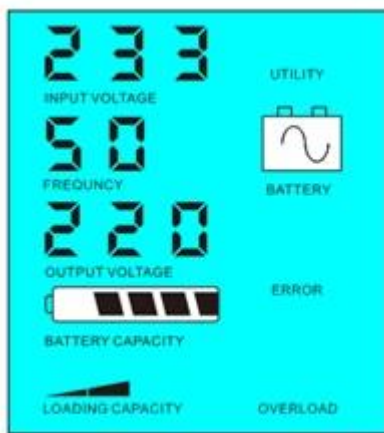 233
UTILITY
INPUT VOLTAGE
50
FREQUNCY
BATTERY
220
OUTPUT VOLTAGE
ERROR
BATTERY CAPACITY
LOADING CAPACITY
OVERLOAD